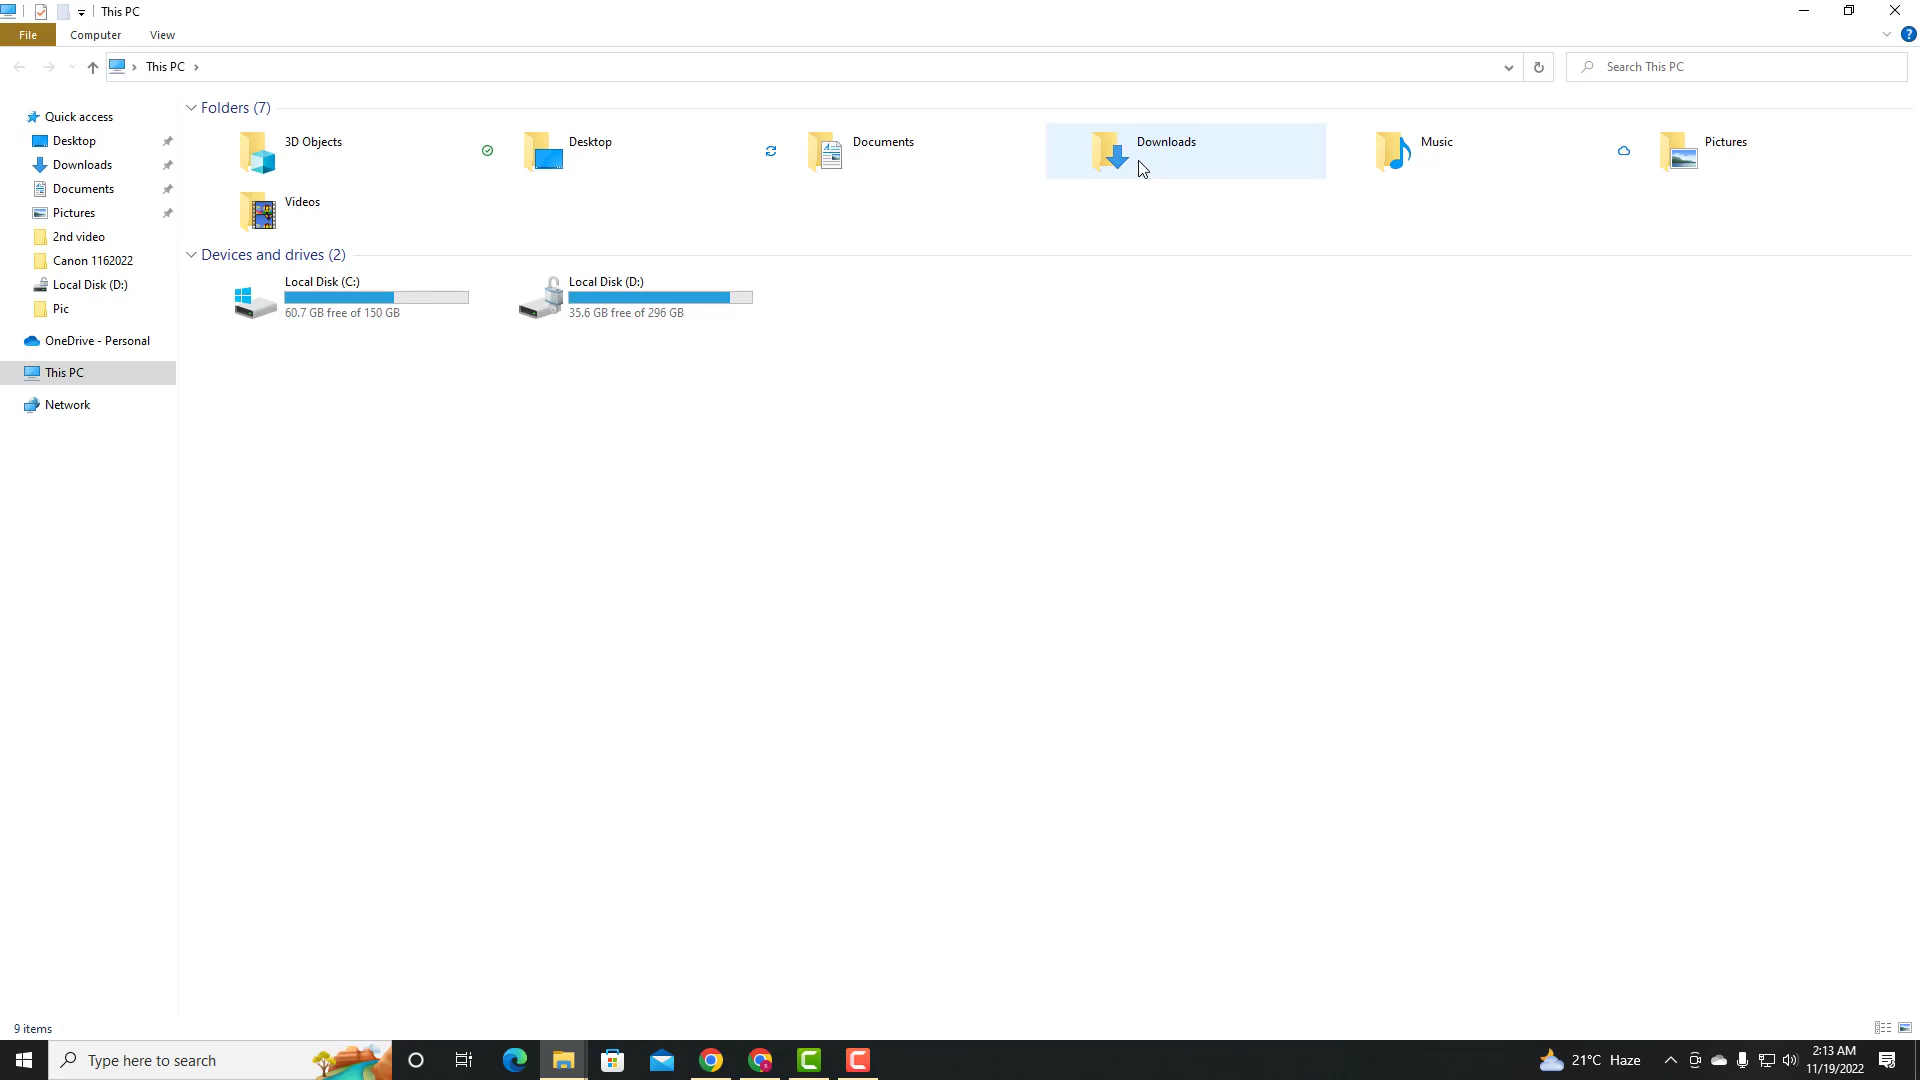 This PC
File Computer View
This PC
Search This PC
Quick access
Desktop
Downloads
Documents
Pictures
2nd video
Canon 1162022
Local Disk (D:)
Pic
OneDrive - Personal
This PC
Network
Folders (7)
3D Objects
Desktop
Documents
Downloads
Music
Pictures
Videos
Devices and drives (2)
Local Disk (C:)
60.7 GB free of 150 GB
Local Disk (D:)
35.6 GB free of 296 GB
9 items
Type here to search
21°C Haze
2:13 AM
11/19/2022